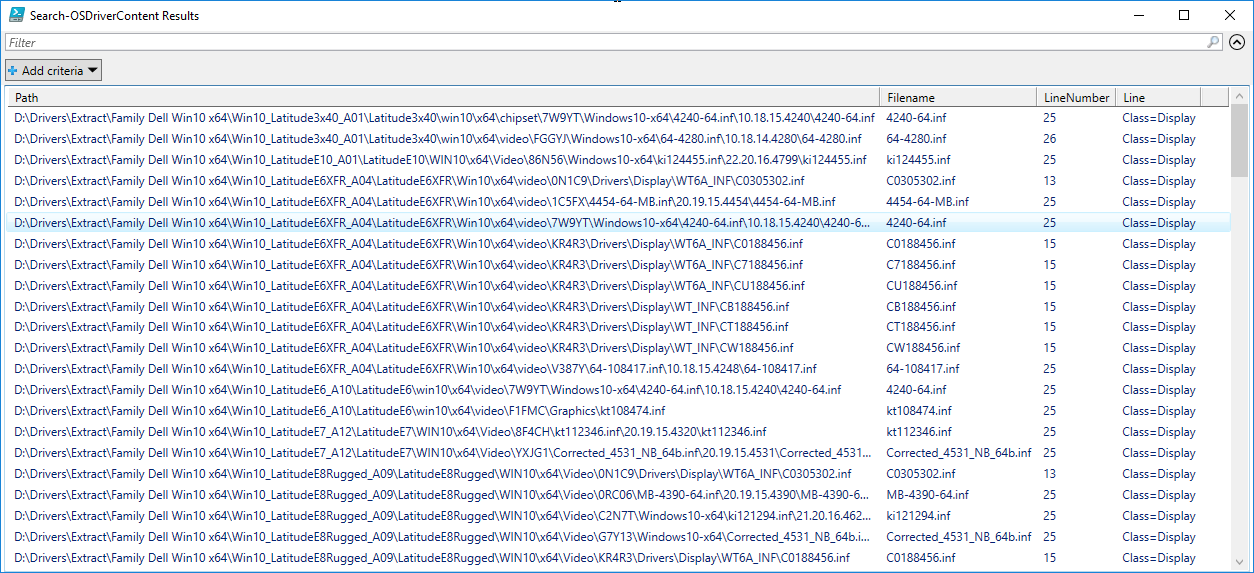 Search-OSDriverContent Results
Filter
Add criteria
Path Filename LineNumber Line
D:\Drivers\Extract\Family Dell Win10 x64\Win10_Latitude3x40_A01\Latitude3x40\win10\x64\chipset\7W9YT\Windows10-x64\4240-64.inf\10.18.15.4240\4240-64.inf 4240-64.inf 25 Class=Display
D:\Drivers\Extract\Family Dell Win10 x64\Win10_Latitude3x40_A01\Latitude3x40\win10\x64\video\FGGYJ\Windows10-x64\64-4280.inf\10.18.14.4280\64-4280.inf 64-4280.inf 26 Class=Display
D:\Drivers\Extract\Family Dell Win10 x64\Win10_LatitudeE10_A01\LatitudeE10\WIN10\x64\Video\86N56\Windows10-x64\ki124455.inf\22.20.16.4799\ki124455.inf ki124455.inf 25 Class=Display
D:\Drivers\Extract\Family Dell Win10 x64\Win10_LatitudeE6XFR_A04\LatitudeE6XFR\Win10\x64\video\0N1C9\Drivers\Display\WT6A_INF\C0305302.inf C0305302.inf 13 Class=Display
D:\Drivers\Extract\Family Dell Win10 x64\Win10_LatitudeE6XFR_A04\LatitudeE6XFR\Win10\x64\video\1C5FX\4454-64-MB.inf\20.19.15.4454\4454-64-MB.inf 4454-64-MB.inf 25 Class=Display
D:\Drivers\Extract\Family Dell Win10 x64\Win10_LatitudeE6XFR_A04\LatitudeE6XFR\Win10\x64\video\7W9YT\Windows10-x64\4240-64.inf\10.18.15.4240\4240-6... 4240-64.inf 25 Class=Display
D:\Drivers\Extract\Family Dell Win10 x64\Win10_LatitudeE6XFR_A04\LatitudeE6XFR\Win10\x64\video\KR4R3\Drivers\Display\WT6A_INF\C0188456.inf C0188456.inf 15 Class=Display
D:\Drivers\Extract\Family Dell Win10 x64\Win10_LatitudeE6XFR_A04\LatitudeE6XFR\Win10\x64\video\KR4R3\Drivers\Display\WT6A_INF\C7188456.inf C7188456.inf 15 Class=Display
D:\Drivers\Extract\Family Dell Win10 x64\Win10_LatitudeE6XFR_A04\LatitudeE6XFR\Win10\x64\video\KR4R3\Drivers\Display\WT6A_INF\CU188456.inf CU188456.inf 15 Class=Display
D:\Drivers\Extract\Family Dell Win10 x64\Win10_LatitudeE6XFR_A04\LatitudeE6XFR\Win10\x64\video\KR4R3\Drivers\Display\WT_INF\CB188456.inf CB188456.inf 15 Class=Display
D:\Drivers\Extract\Family Dell Win10 x64\Win10_LatitudeE6XFR_A04\LatitudeE6XFR\Win10\x64\video\KR4R3\Drivers\Display\WT_INF\CT188456.inf CT188456.inf 15 Class=Display
D:\Drivers\Extract\Family Dell Win10 x64\Win10_LatitudeE6XFR_A04\LatitudeE6XFR\Win10\x64\video\KR4R3\Drivers\Display\WT_INF\CW188456.inf CW188456.inf 15 Class=Display
D:\Drivers\Extract\Family Dell Win10 x64\Win10_LatitudeE6XFR_A04\LatitudeE6XFR\Win10\x64\video\V387Y\64-108417.inf\10.18.15.4248\64-108417.inf 64-108417.inf 25 Class=Display
D:\Drivers\Extract\Family Dell Win10 x64\Win10_LatitudeE6_A10\LatitudeE6\win10\x64\video\7W9YT\Windows10-x64\4240-64.inf\10.18.15.4240\4240-64.inf 4240-64.inf 25 Class=Display
D:\Drivers\Extract\Family Dell Win10 x64\Win10_LatitudeE6_A10\LatitudeE6\win10\x64\video\F1FMC\Graphics\kt108474.inf kt108474.inf 25 Class=Display
D:\Drivers\Extract\Family Dell Win10 x64\Win10_LatitudeE7_A12\LatitudeE7\WIN10\x64\Video\8F4CH\kt112346.inf\20.19.15.4320\kt112346.inf kt112346.inf 25 Class=Display
D:\Drivers\Extract\Family Dell Win10 x64\Win10_LatitudeE7_A12\LatitudeE7\WIN10\x64\Video\YXJG1\Corrected_4531_NB_64b.inf\20.19.15.4531\Corrected_4531... Corrected_4531_NB_64b.inf 25 Class=Display
D:\Drivers\Extract\Family Dell Win10 x64\Win10_LatitudeE8Rugged_A09\LatitudeE8Rugged\WIN10\x64\Video\0N1C9\Drivers\Display\WT6A_INF\C0305302.inf C0305302.inf 13 Class=Display
D:\Drivers\Extract\Family Dell Win10 x64\Win10_LatitudeE8Rugged_A09\LatitudeE8Rugged\WIN10\x64\Video\0RC06\MB-4390-64.inf\20.19.15.4390\MB-4390-6... MB-4390-64.inf 25 Class=Display
D:\Drivers\Extract\Family Dell Win10 x64\Win10_LatitudeE8Rugged_A09\LatitudeE8Rugged\WIN10\x64\Video\C2N7T\Windows10-x64\ki121294.inf\21.20.16.462... ki121294.inf 25 Class=Display
D:\Drivers\Extract\Family Dell Win10 x64\Win10_LatitudeE8Rugged_A09\LatitudeE8Rugged\WIN10\x64\Video\G7Y13\Windows10-x64\Corrected_4531_NB_64b.i... Corrected_4531_NB_64b.inf 25 Class=Display
D:\Drivers\Extract\Family Dell Win10 x64\Win10_LatitudeE8Rugged_A09\LatitudeE8Rugged\WIN10\x64\Video\KR4R3\Drivers\Display\WT6A_INF\C0188456.inf C0188456.inf 15 Class=Display